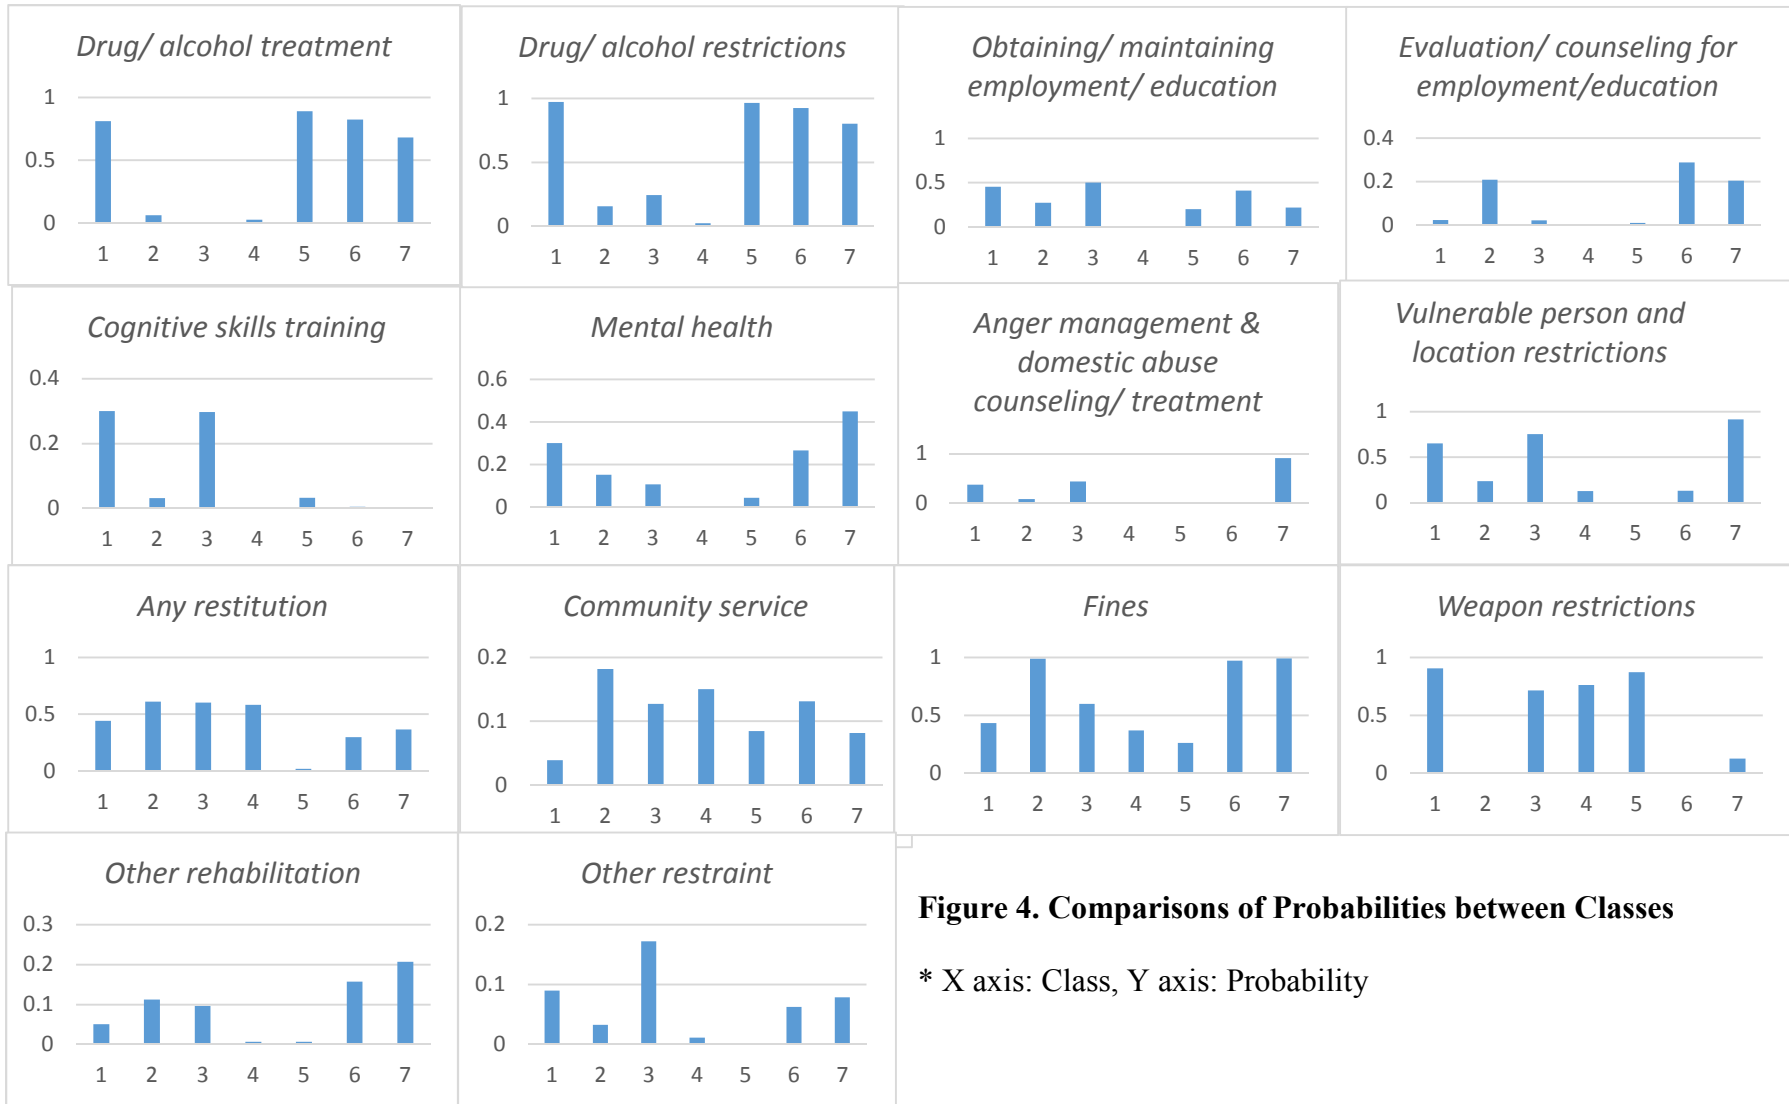 Drug/ alcohol treatment
1
0.5
0
1 2 3 4 5 6 7
Drug/ alcohol restrictions
1
0.5
0
1 2 3 4 5 6 7
Obtaining/ maintaining
employment/ education
1
0.5
0
1 2 3 4 5 6 7
Evaluation/ counseling for
employment/education
0.4
0.2
0
1 2 3 4 5 6 7
Cognitive skills training
0.4
0.2
0
1 2 3 4 5 6 7
Mental health
0.6
0.4
0.2
0
1 2 3 4 5 6 7
Anger management &
domestic abuse
counseling/ treatment
1
0
1 2 3 4 5 6 7
Vulnerable person and
location restrictions
1
0.5
0
1 2 3 4 5 6 7
Any restitution
1
0.5
0
1 2 3 4 5 6 7
Community service
0.2
0.1
0
1 2 3 4 5 6 7
Fines
1
0.5
0
1 2 3 4 5 6 7
Weapon restrictions
1
0.5
0
1 2 3 4 5 6 7
Other rehabilitation
0.3
0.2
0.1
0
1 2 3 4 5 6 7
Other restraint
0.2
0.1
0
1 2 3 4 5 6 7
Figure 4. Comparisons of Probabilities between Classes
* X axis: Class, Y axis: Probability